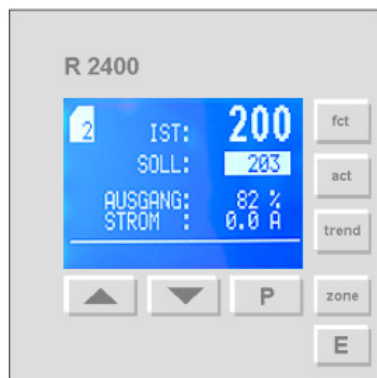 R 2400
2 IST: 200
SOLL: 203
AUSGANG: 82 %
STROM : 0.0 A
fct
act
trend
zone
P
E